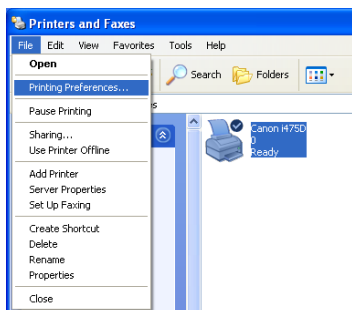 Printers and Faxes
File Edit View Favorites Tools Help
Open
Search Folders
Printing Preferences...
Pause Printing
Sharing...
Use Printer Offline
Add Printer
Server Properties
Set Up Faxing
Create Shortcut
Delete
Rename
Properties
Close
Canon i475D
0
Ready